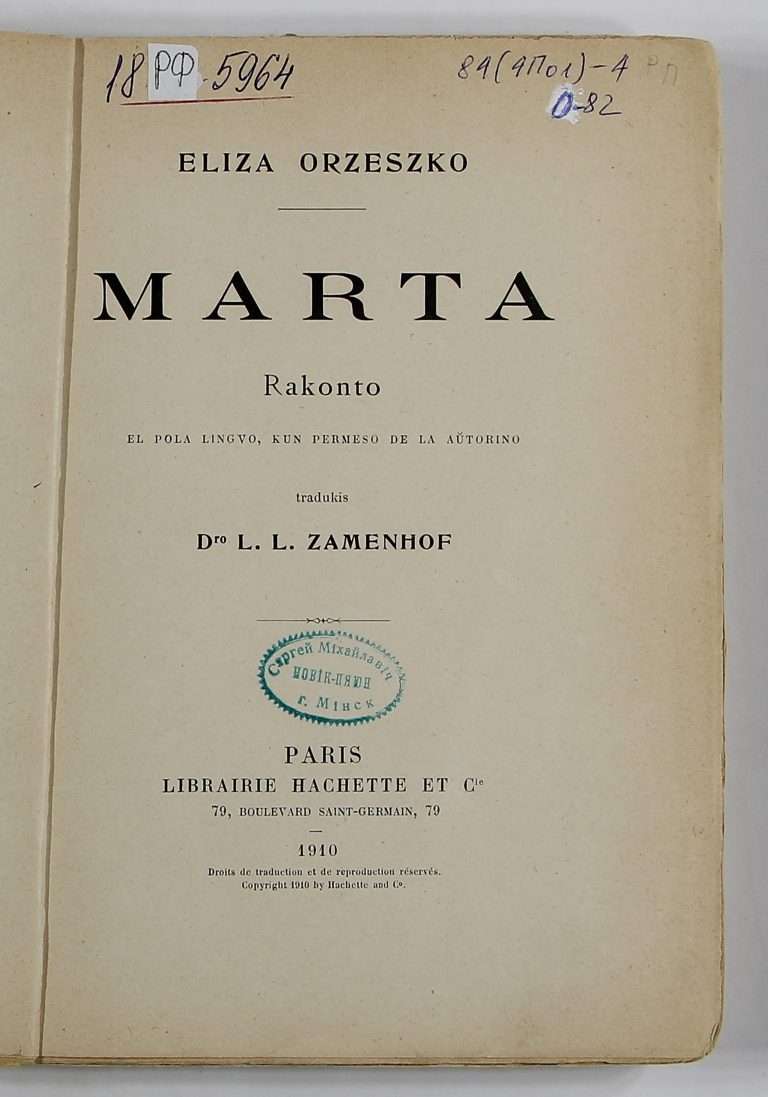 18 РФ 5964
84(4Пол)-4 РП
О-82
ELIZA ORZESZKO
MARTA
Rakonto
EL POLA LINGVO, KUN PERMESO DE LA AŬTORINO
tradukis
Dro L. L. ZAMENHOF
Сяргей Міхайлавіч
НОВІК-ПЯЮН
г. Мінск
PARIS
LIBRAIRIE HACHETTE ET Cie
79, BOULEVARD SAINT-GERMAIN, 79
1910
Droits de traduction et de reproduction réservés.
Copyright 1910 by Hachette and Co.